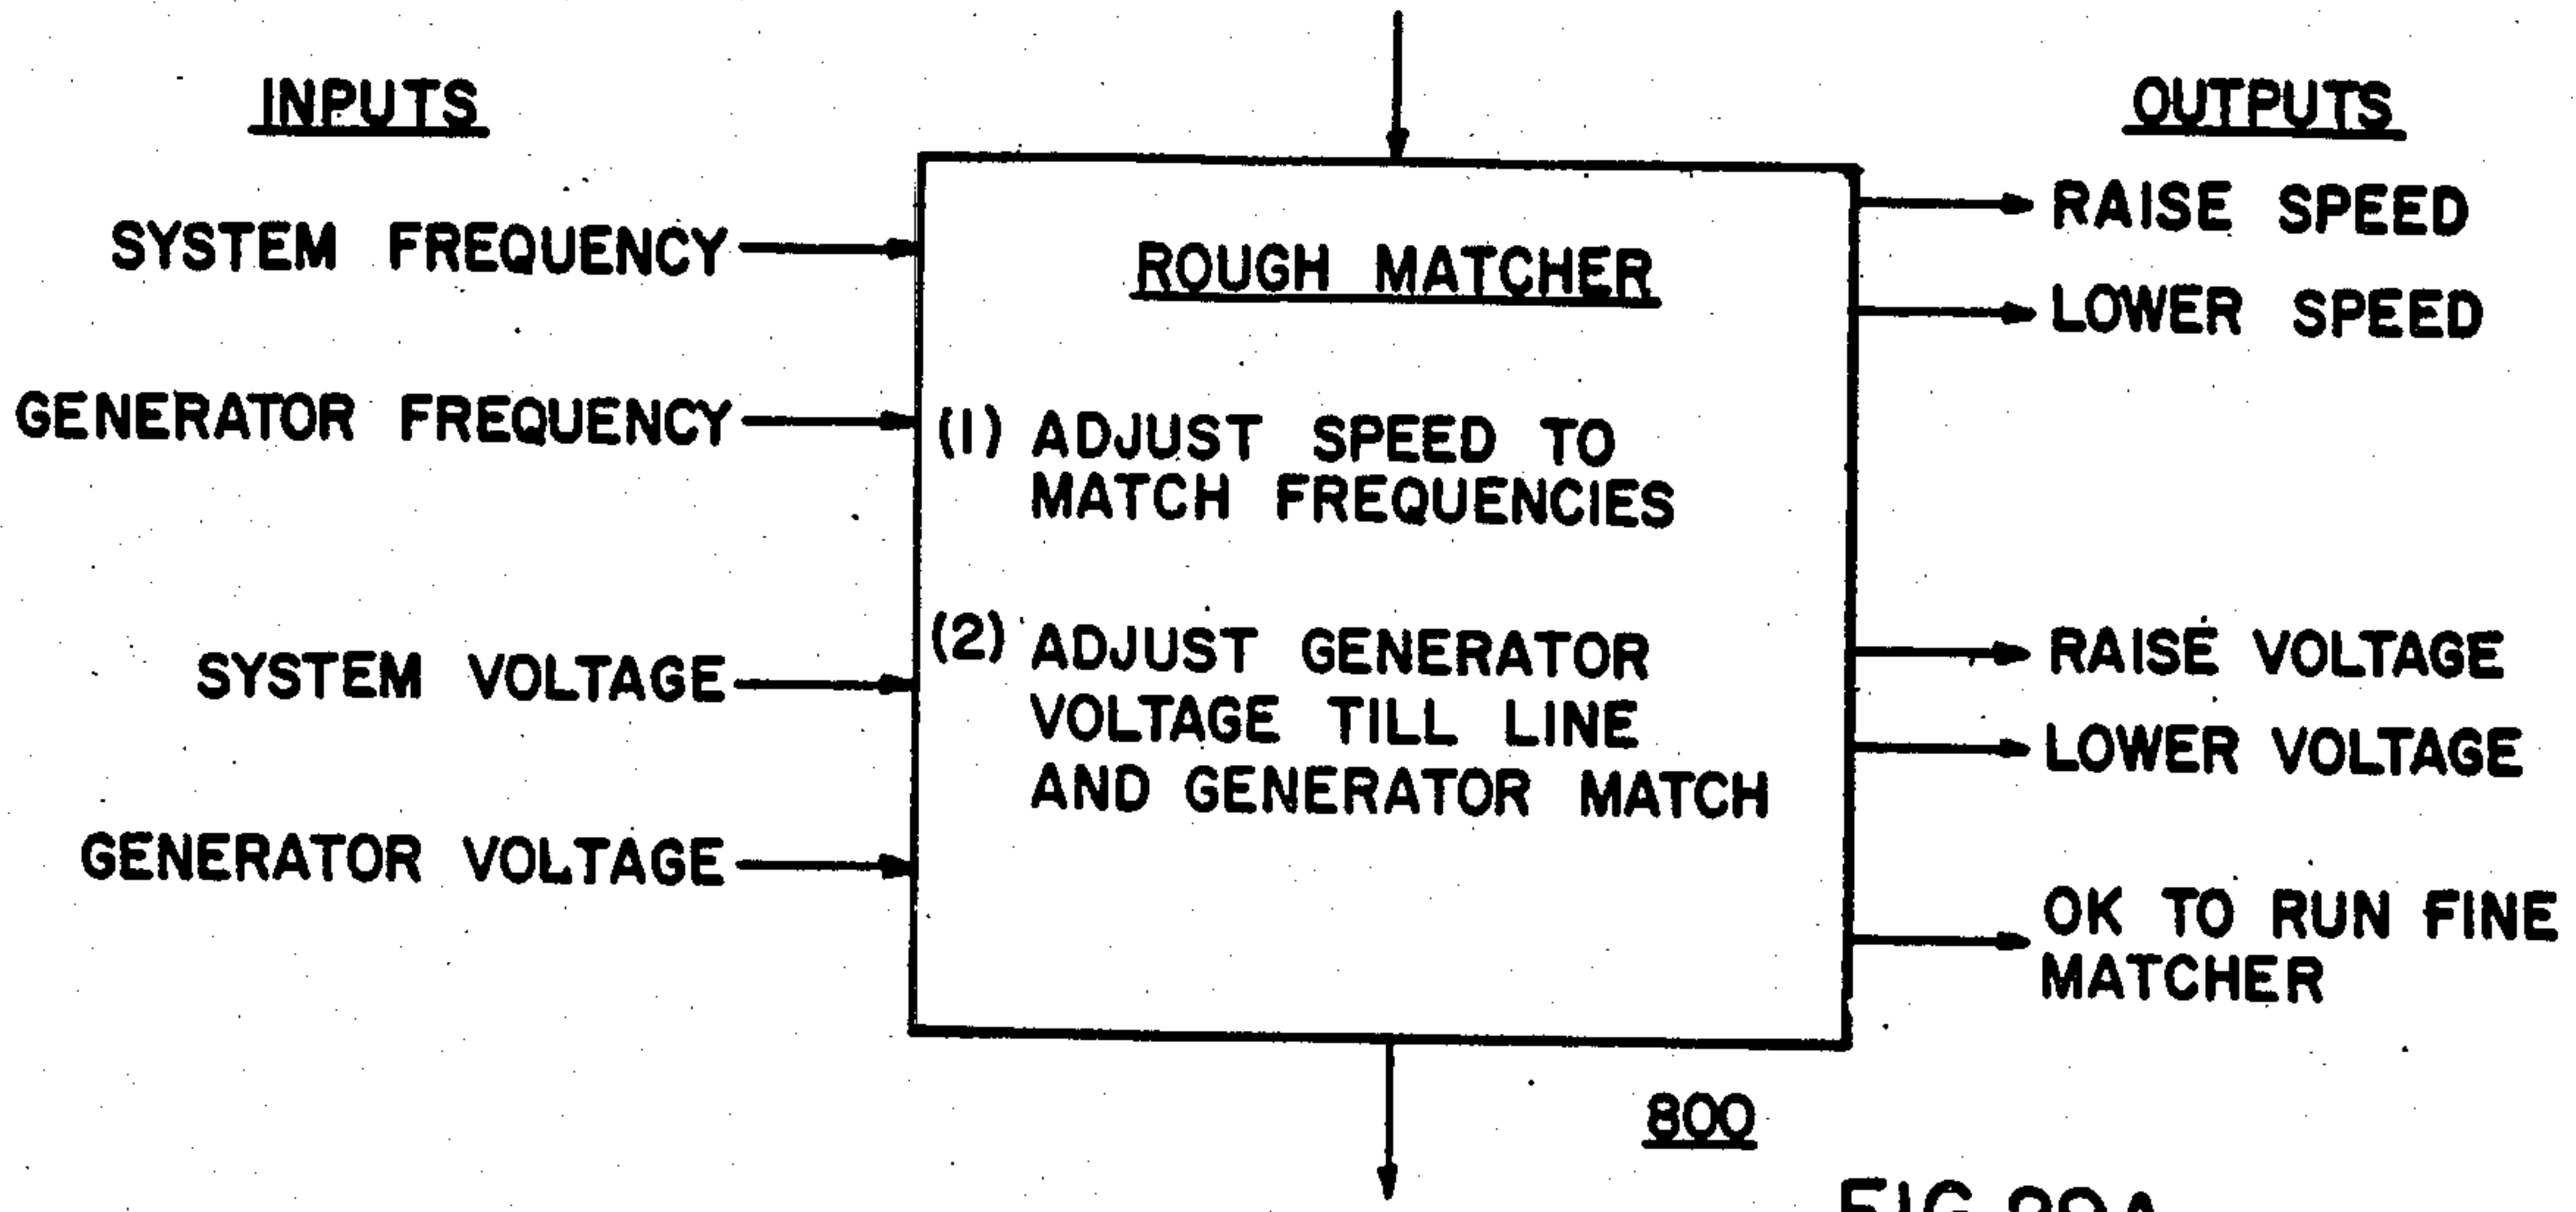 INPUTS
SYSTEM FREQUENCY
GENERATOR FREQUENCY
SYSTEM VOLTAGE
GENERATOR VOLTAGE
ROUGH MATCHER
(1) ADJUST SPEED TO
MATCH FREQUENCIES
(2) ADJUST GENERATOR
VOLTAGE TILL LINE
AND GENERATOR MATCH
OUTPUTS
RAISE SPEED
LOWER SPEED
RAISE VOLTAGE
LOWER VOLTAGE
OK TO RUN FINE
MATCHER
800